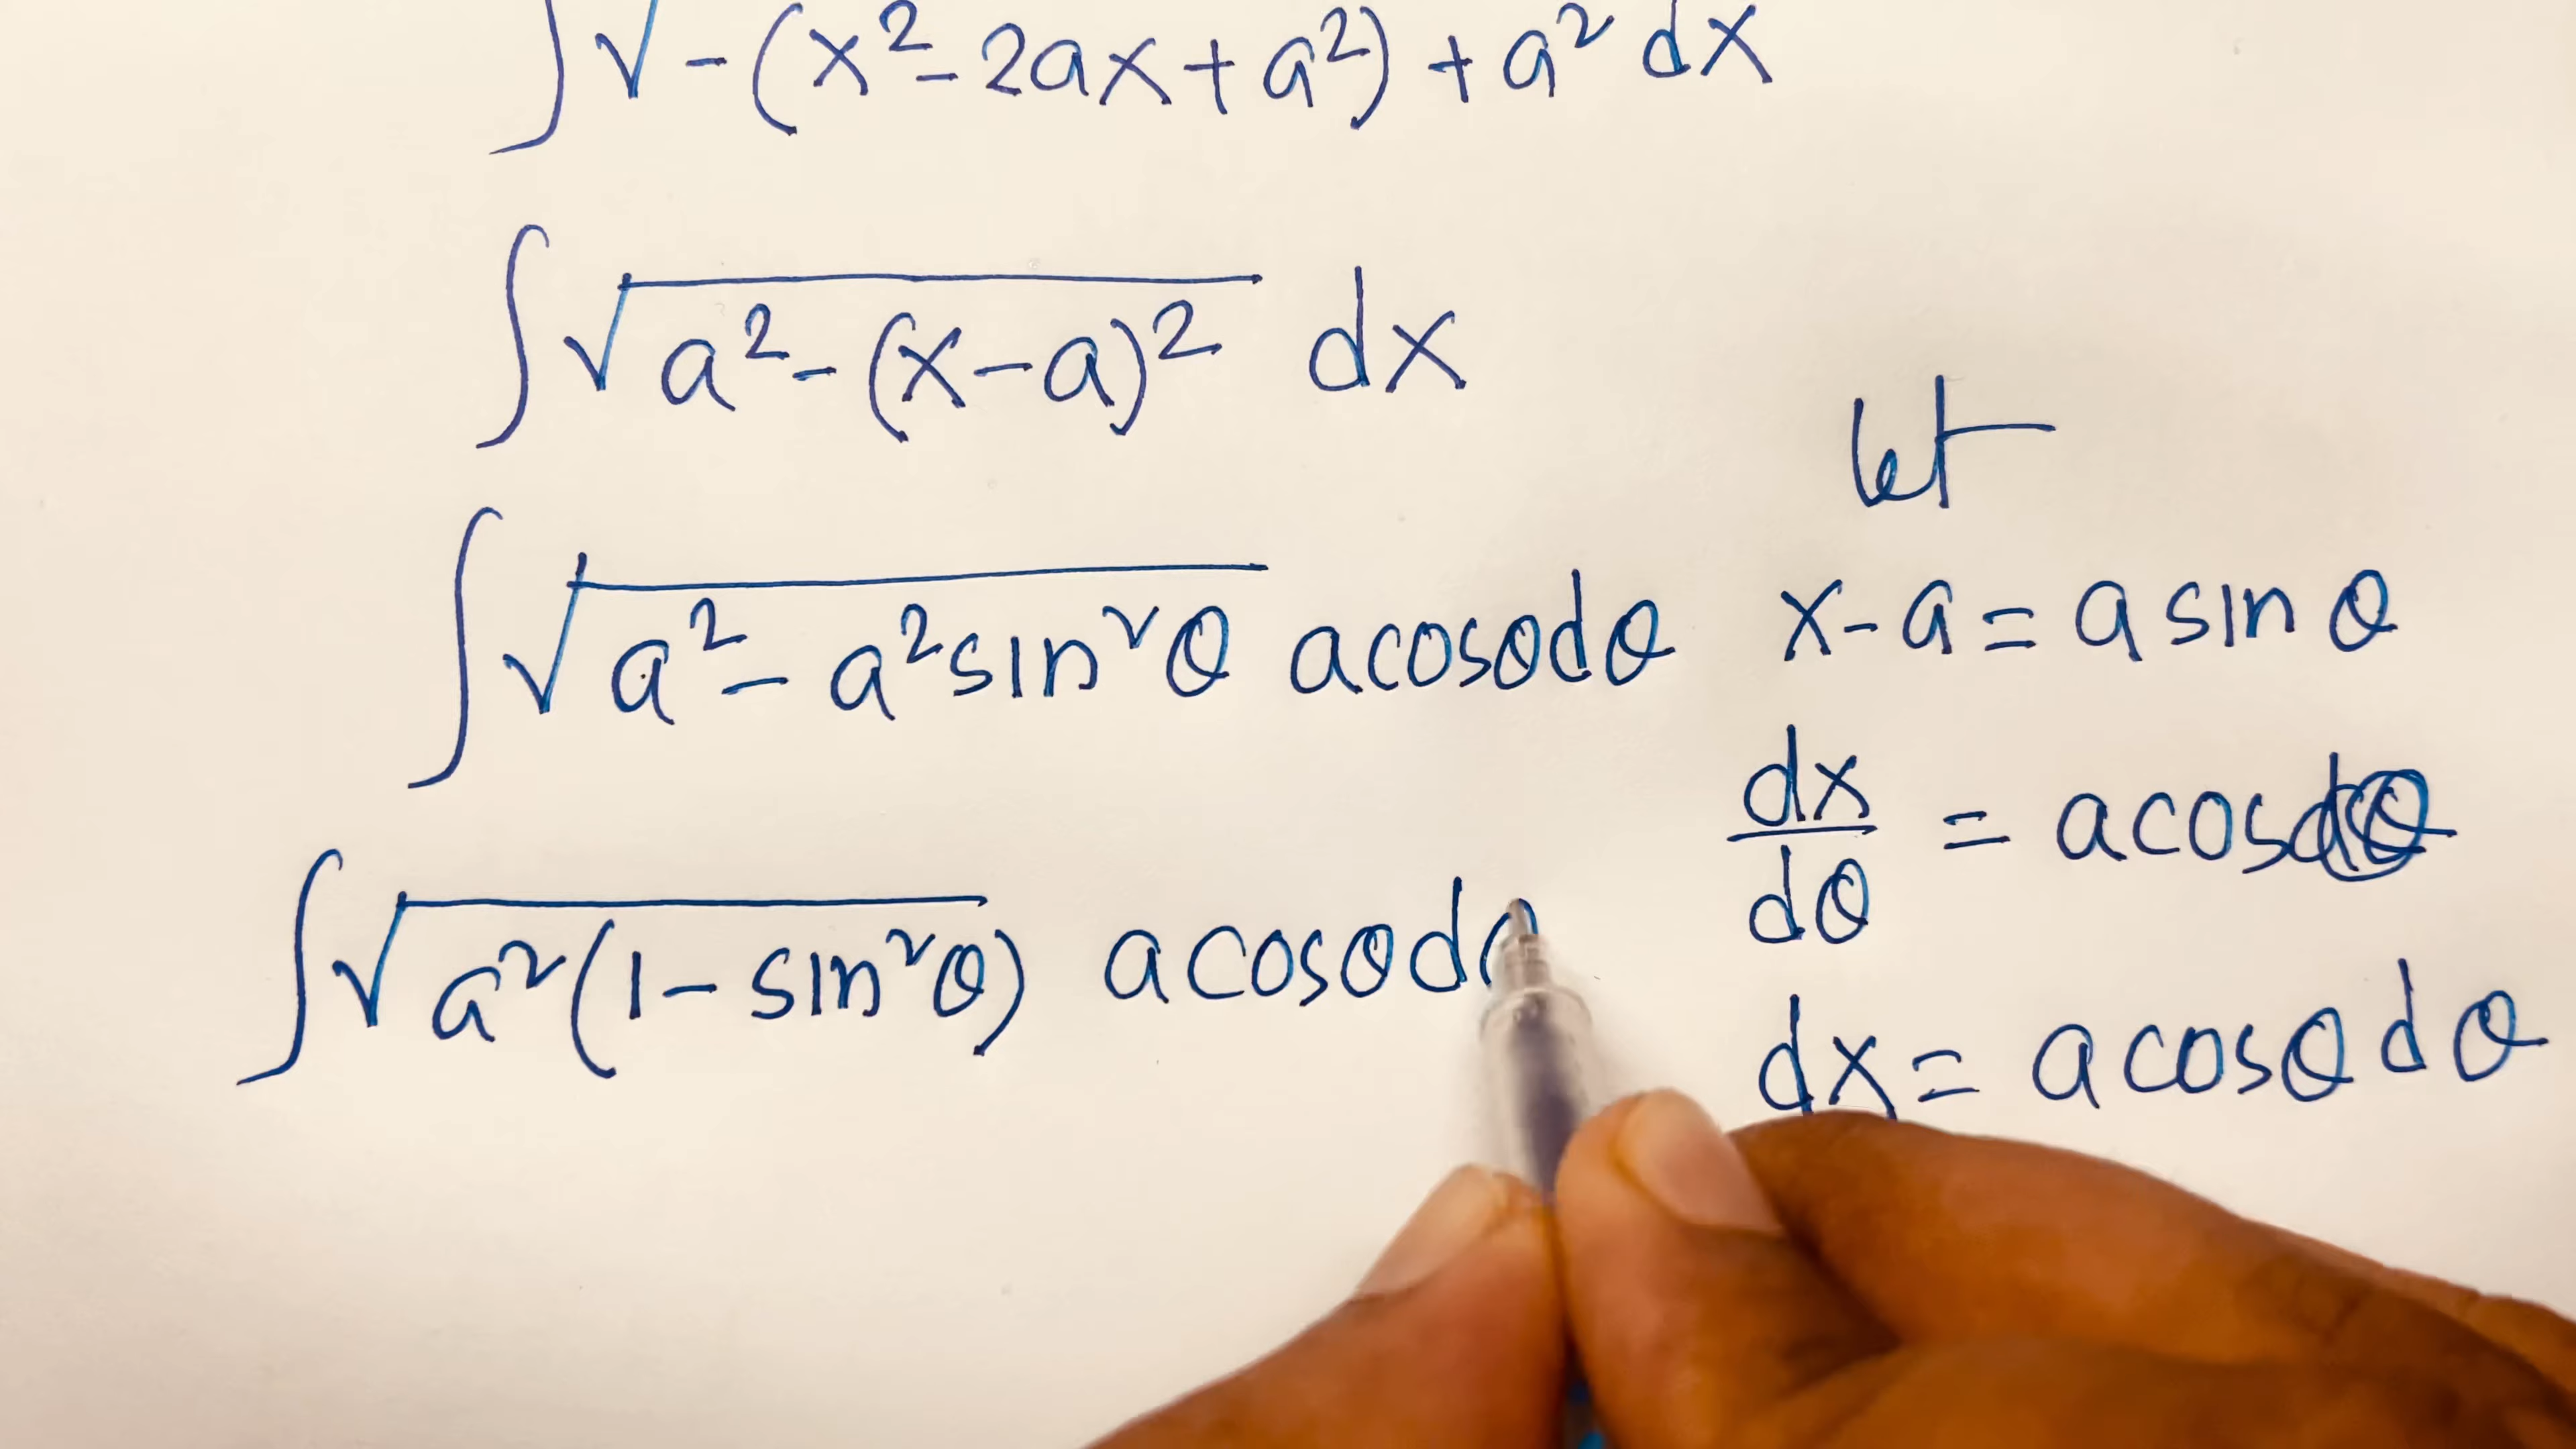 ∫√-(x²-2ax+a²)+a² dx
∫√a²-(x-a)² dx
let
∫√a²-a²sin²θ acosθdθ
x-a=a sinθ
dx/dθ = acosθ
∫√a²(1-sin²θ) acosθd
dx= acosθdθ